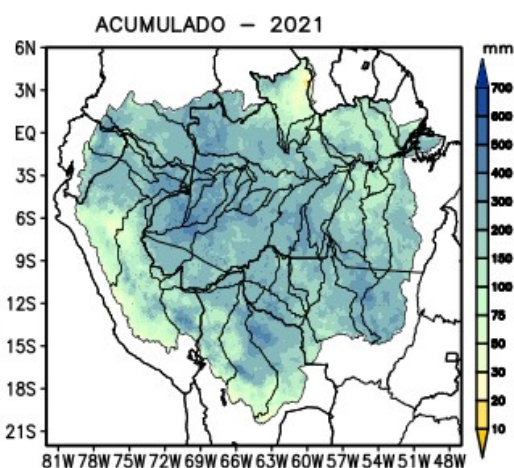 ACUMULADO – 2021
6N
3N
EQ
3S
6S
9S
12S
15S
18S
21S
81W 78W 75W 72W 69W 66W 63W 60W 57W 54W 51W 48W
mm
700
600
500
400
300
200
150
100
75
50
30
20
10